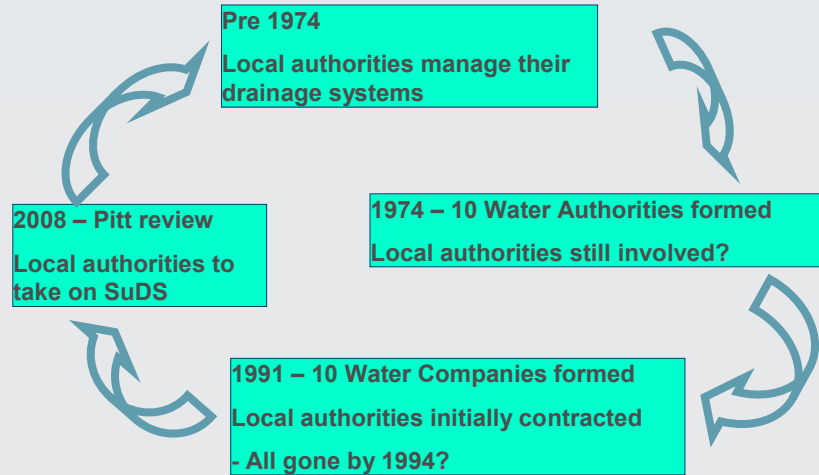 Pre 1974
Local authorities manage their
drainage systems
1974 – 10 Water Authorities formed
Local authorities still involved?
1991 – 10 Water Companies formed
Local authorities initially contracted
- All gone by 1994?
2008 – Pitt review
Local authorities to
take on SuDS